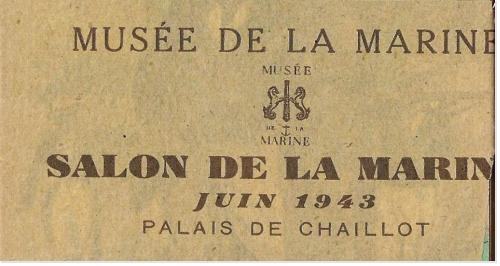 MUSÉE DE LA MARINE
MUSÉE
DE LA
MARINE
SALON DE LA MARIN
JUIN 1943
PALAIS DE CHAILLOT